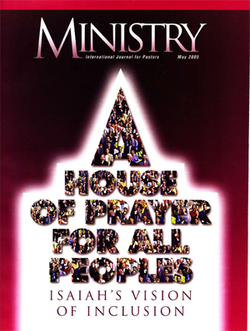 MINISTRY
International Journal for Pastors May 2005
A
HOUSE
OF PRAYER
FOR ALL
PEOPLES
ISAIAH'S VISION
OF INCLUSION